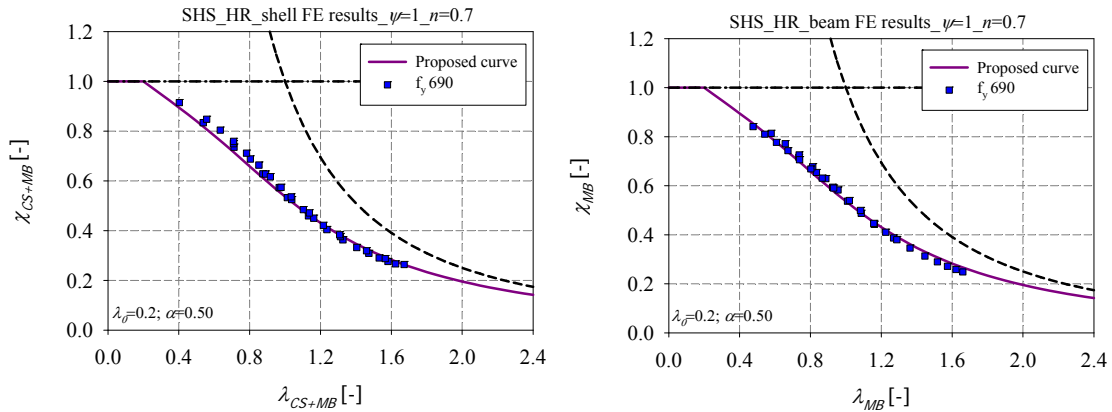 SHS_HR_shell FE results_ψ=1_n=0.7
1.2
1.0
0.8
0.6
0.4
0.2
0.0
χCS+MB [-]
Proposed curve
fy 690
λ0=0.2; α=0.50
0.0 0.4 0.8 1.2 1.6 2.0 2.4
λCS+MB [-]
SHS_HR_beam FE results_ψ=1_n=0.7
1.2
1.0
0.8
0.6
0.4
0.2
0.0
χMB [-]
Proposed curve
fy 690
λ0=0.2; α=0.50
0.0 0.4 0.8 1.2 1.6 2.0 2.4
λMB [-]